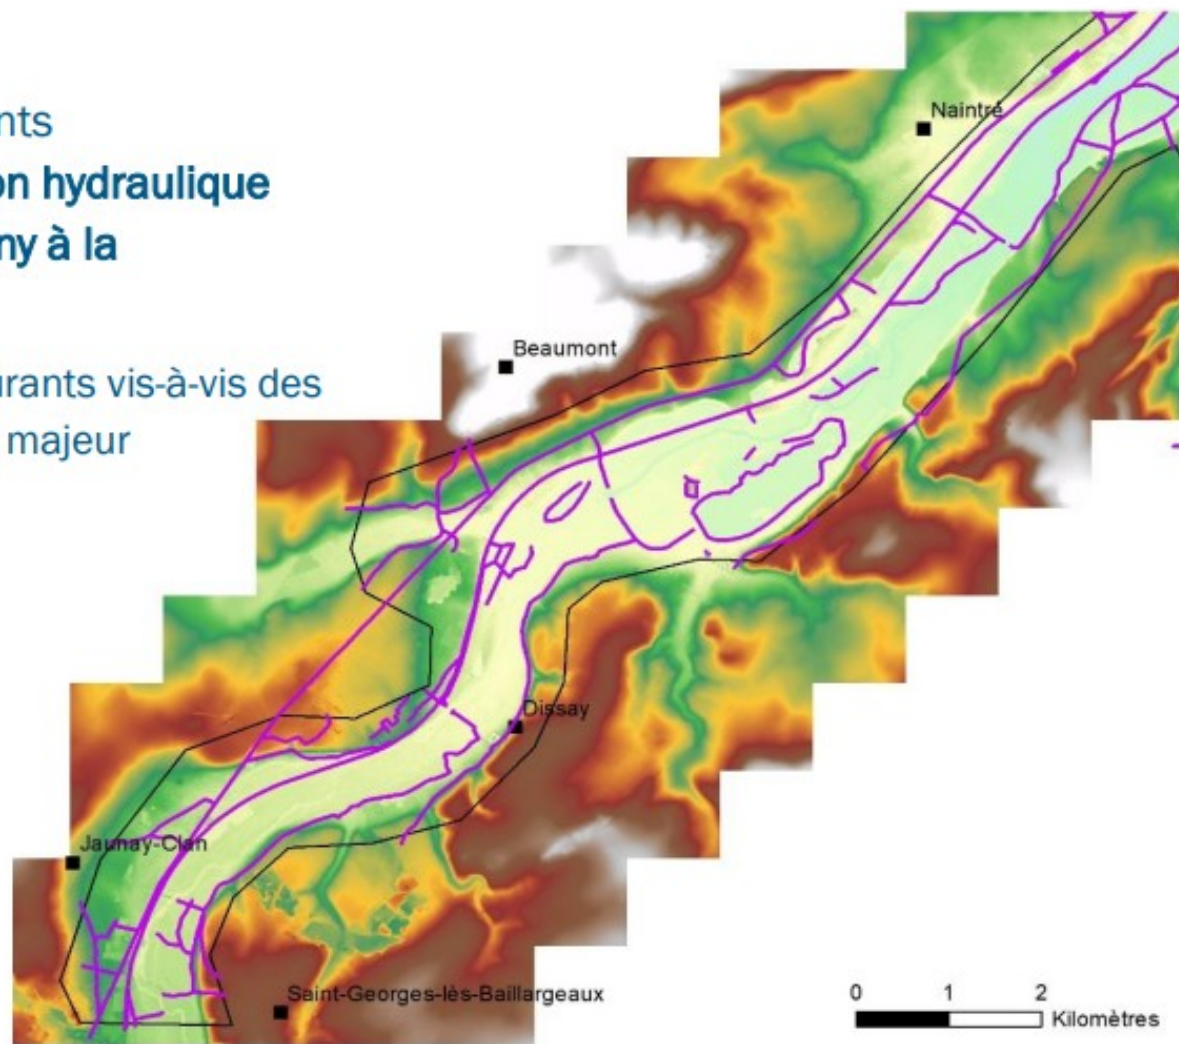 nts
on hydraulique
ny à la
urants vis-à-vis des
majeur
Naintré
Beaumont
Dissay
Jaunay-Clan
Saint-Georges-lès-Baillargeaux
0 1 2
Kilomètres